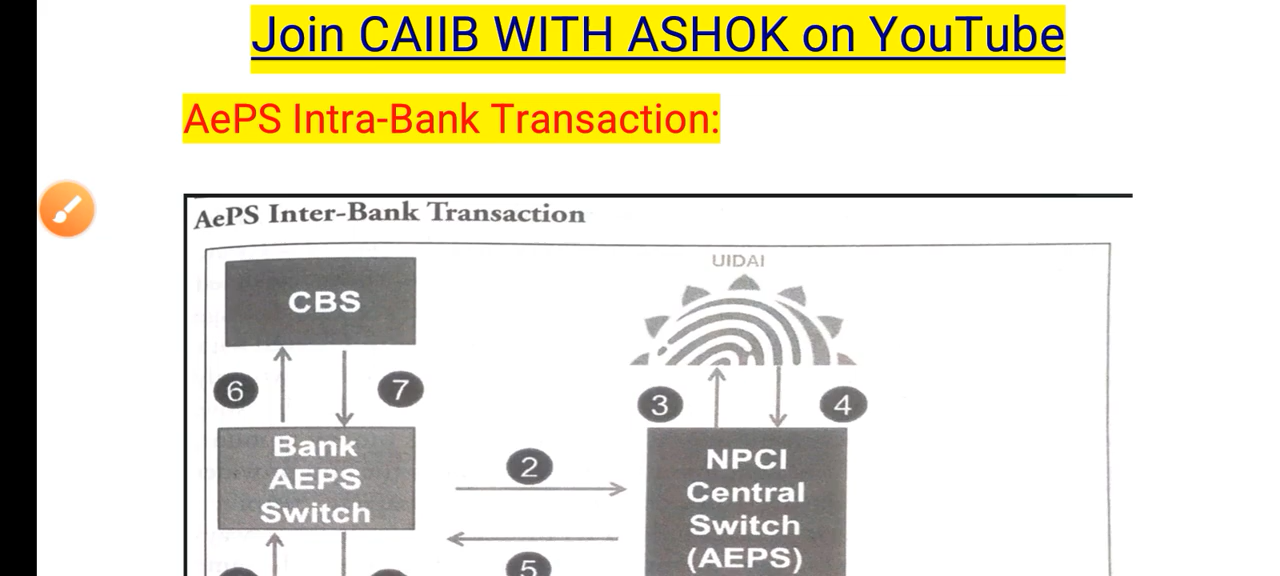 Join CAIIB WITH ASHOK on YouTube
AePS Intra-Bank Transaction:
AePS Inter-Bank Transaction
UIDAI
CBS
6
7
3
4
Bank
AEPS
Switch
2
NPCI
Central
Switch
(AEPS)
5